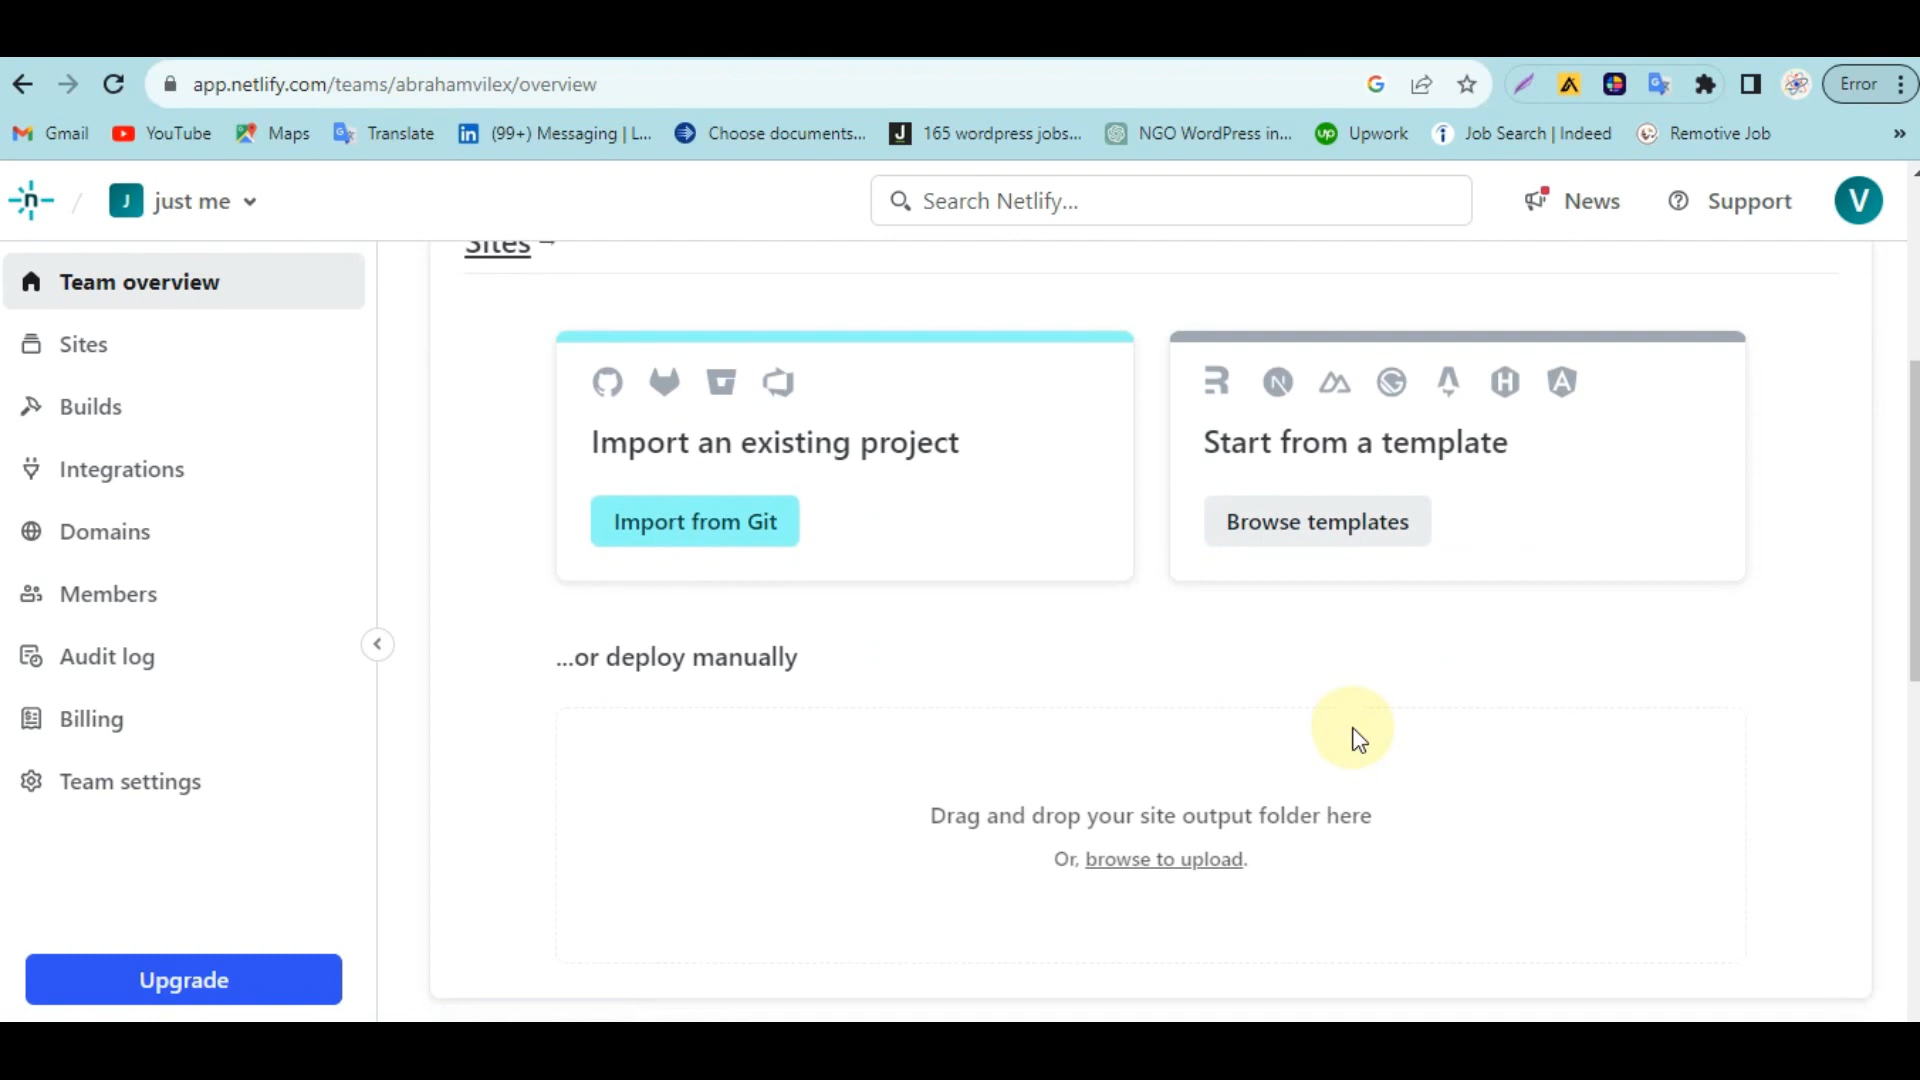 app.netlify.com/teams/abrahamvilex/overview
Error
Gmail
YouTube
Maps
Translate
(99+) Messaging | L...
Choose documents...
165 wordpress jobs...
NGO WordPress in...
Upwork
Job Search | Indeed
Remotive Job
»
J just me
Search Netlify...
News
Support
V
Team overview
Sites
Builds
Integrations
Domains
Members
Audit log
Billing
Team settings
Upgrade
Sites →
Import an existing project
Import from Git
Start from a template
Browse templates
...or deploy manually
Drag and drop your site output folder here
Or, browse to upload.